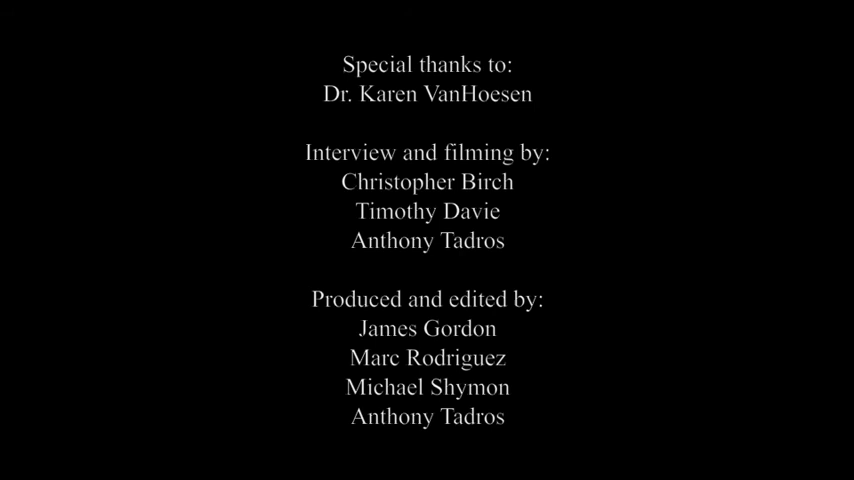 Special thanks to:
Dr. Karen VanHoesen
Interview and filming by:
Christopher Birch
Timothy Davie
Anthony Tadros
Produced and edited by:
James Gordon
Marc Rodriguez
Michael Shymon
Anthony Tadros